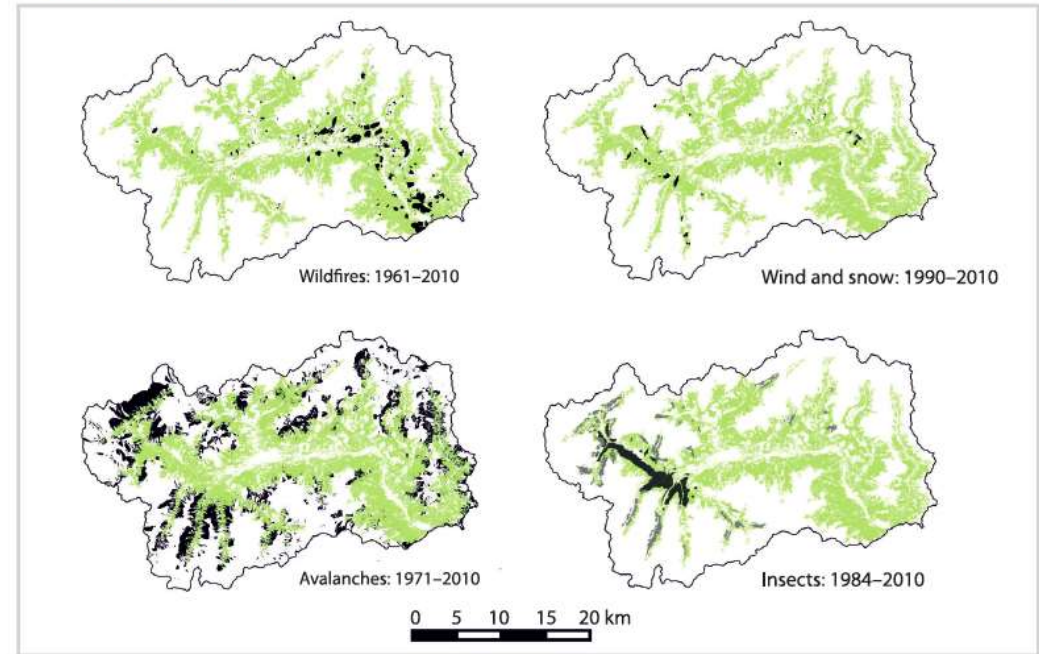 Wildfires: 1961–2010
Wind and snow: 1990–2010
Avalanches: 1971–2010
Insects: 1984–2010
0 5 10 15 20 km